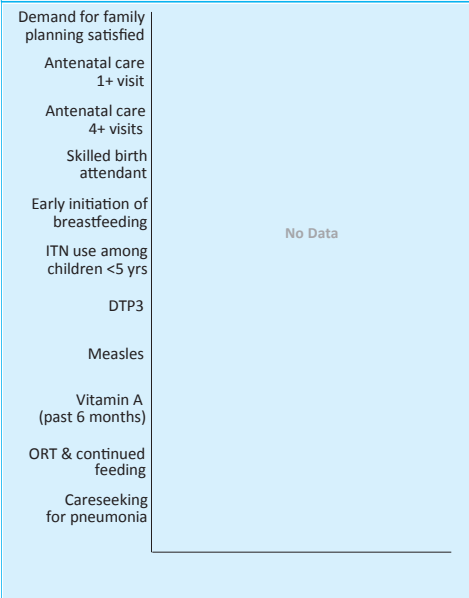 Demand for family
planning satisfied
Antenatal care
1+ visit
Antenatal care
4+ visits
Skilled birth
attendant
Early initiation of
breastfeeding
No Data
ITN use among
children <5 yrs
DTP3
Measles
Vitamin A
(past 6 months)
ORT & continued
feeding
Careseeking
for pneumonia